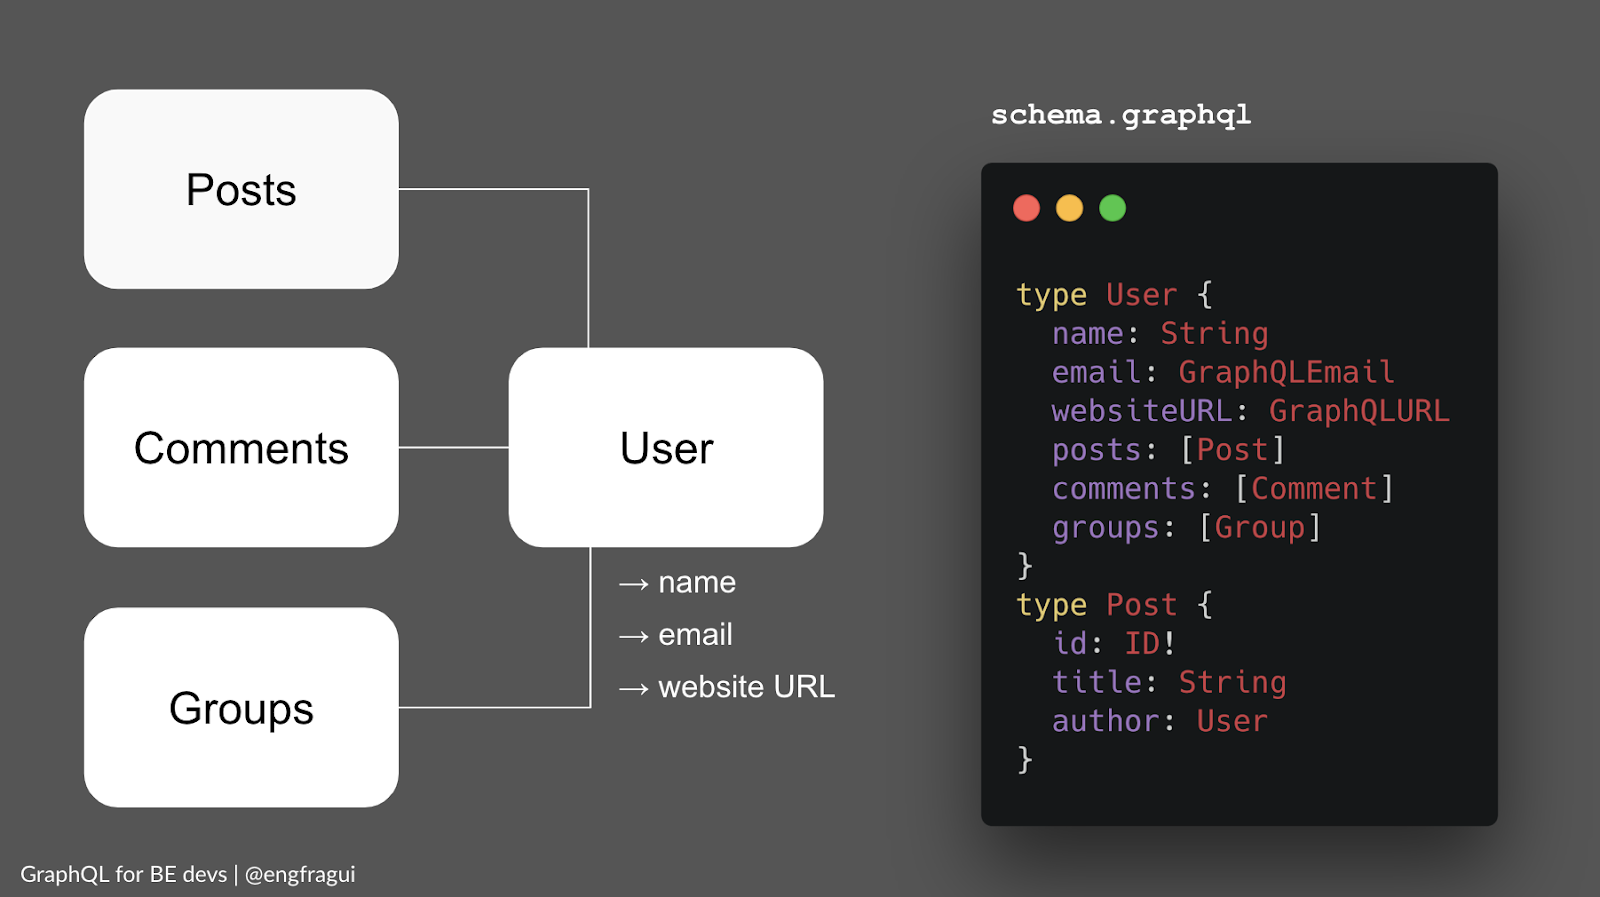 Posts
Comments
Groups
User
→ name
→ email
→ website URL
schema.graphql
type User {
  name: String
  email: GraphQLEmail
  websiteURL: GraphQLURL
  posts: [Post]
  comments: [Comment]
  groups: [Group]
}
type Post {
  id: ID!
  title: String
  author: User
}
GraphQL for BE devs | @engfragui